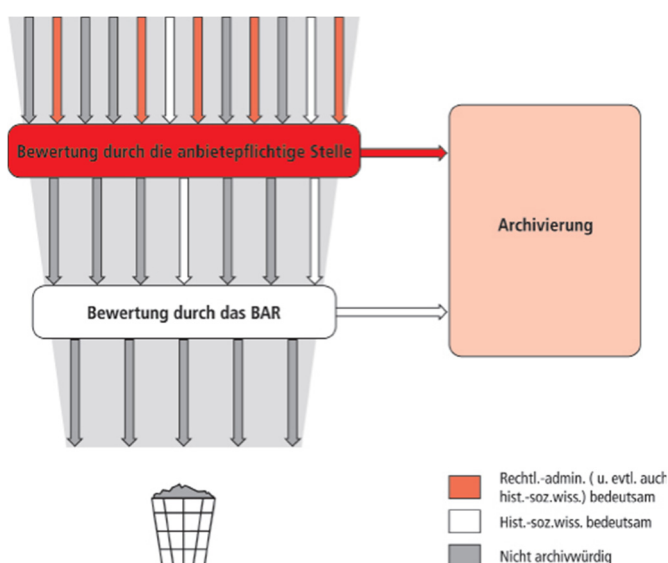 Bewertung durch die anbietepflichtige Stelle
Archivierung
Bewertung durch das BAR
Rechtl.-admin. ( u. evtl. auch
hist.-soz.wiss.) bedeutsam
Hist.-soz.wiss. bedeutsam
Nicht archivwürdig